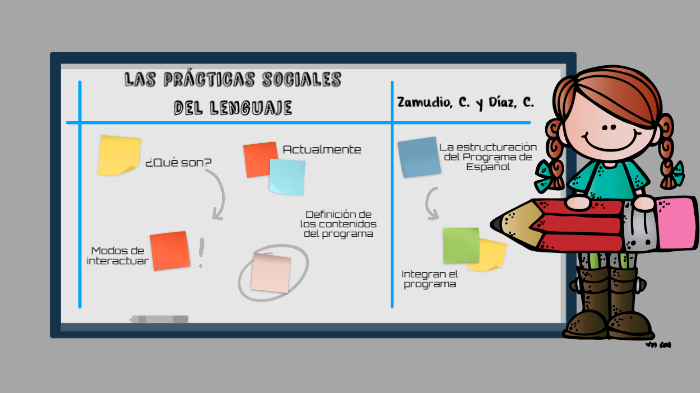 LAS PRÁCTICAS SOCIALES
DEL LENGUAJE
Zamudio, C. y Díaz, C.
¿Qué son?
Actualmente
La estructuración
del Programa de
Español
Definición de
los contenidos
del programa
Modos de
interactuar
!
Integran el
programa